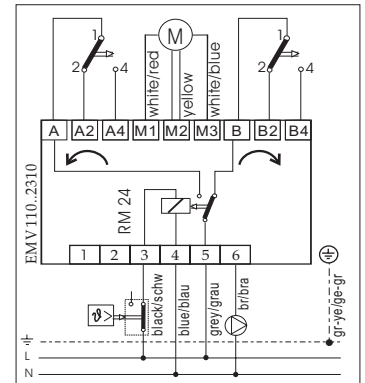 1 M 1
2 4 2 4
white/red
yellow
white/blue
A A2 A4 M1 M2 M3 B B2 B4
EMV 110..2310
RM 24
1 2 3 4 5 6
ϑ>
black/schw
blue/blau
grey/grau
br/bra
gr-ye/ge-gr
L
N